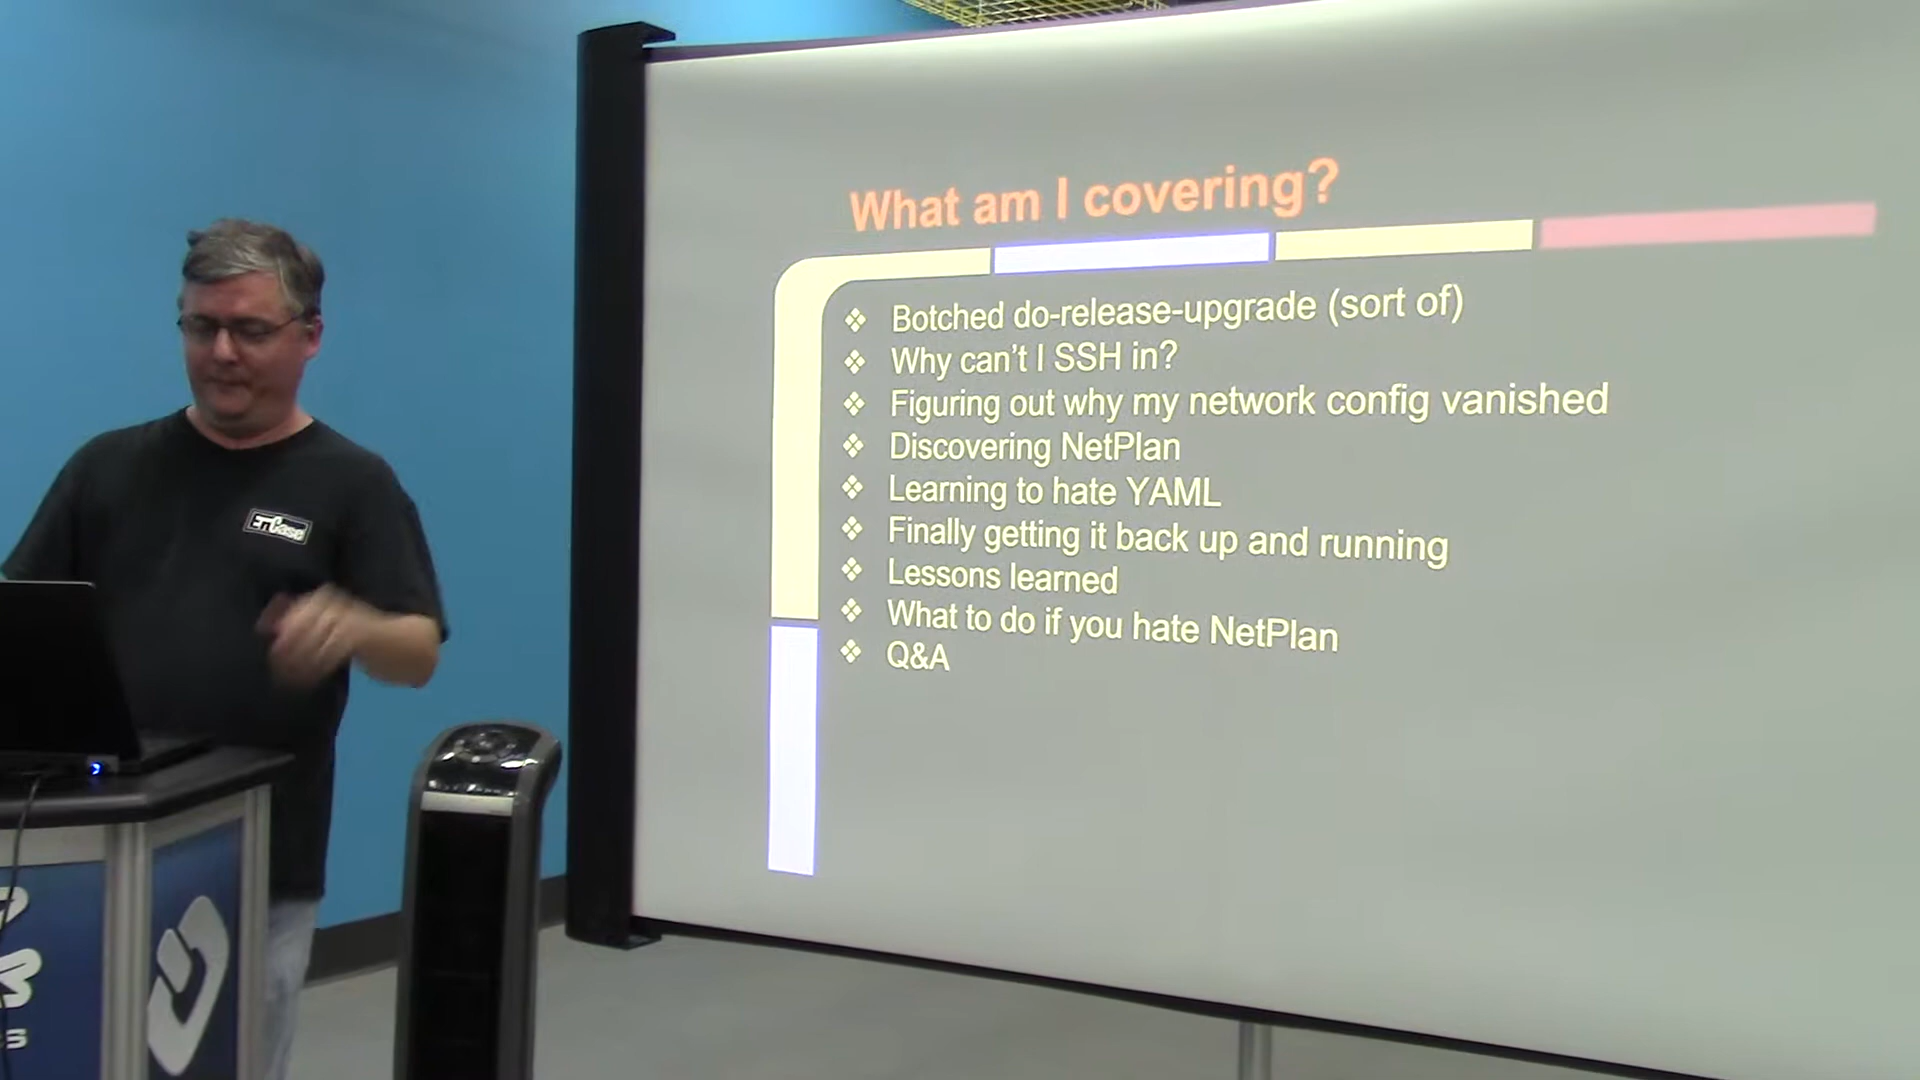 What am I covering?
Botched do-release-upgrade (sort of)
Why can't I SSH in?
Figuring out why my network config vanished
Discovering NetPlan
Learning to hate YAML
Finally getting it back up and running
Lessons learned
What to do if you hate NetPlan
Q&A
EnCase